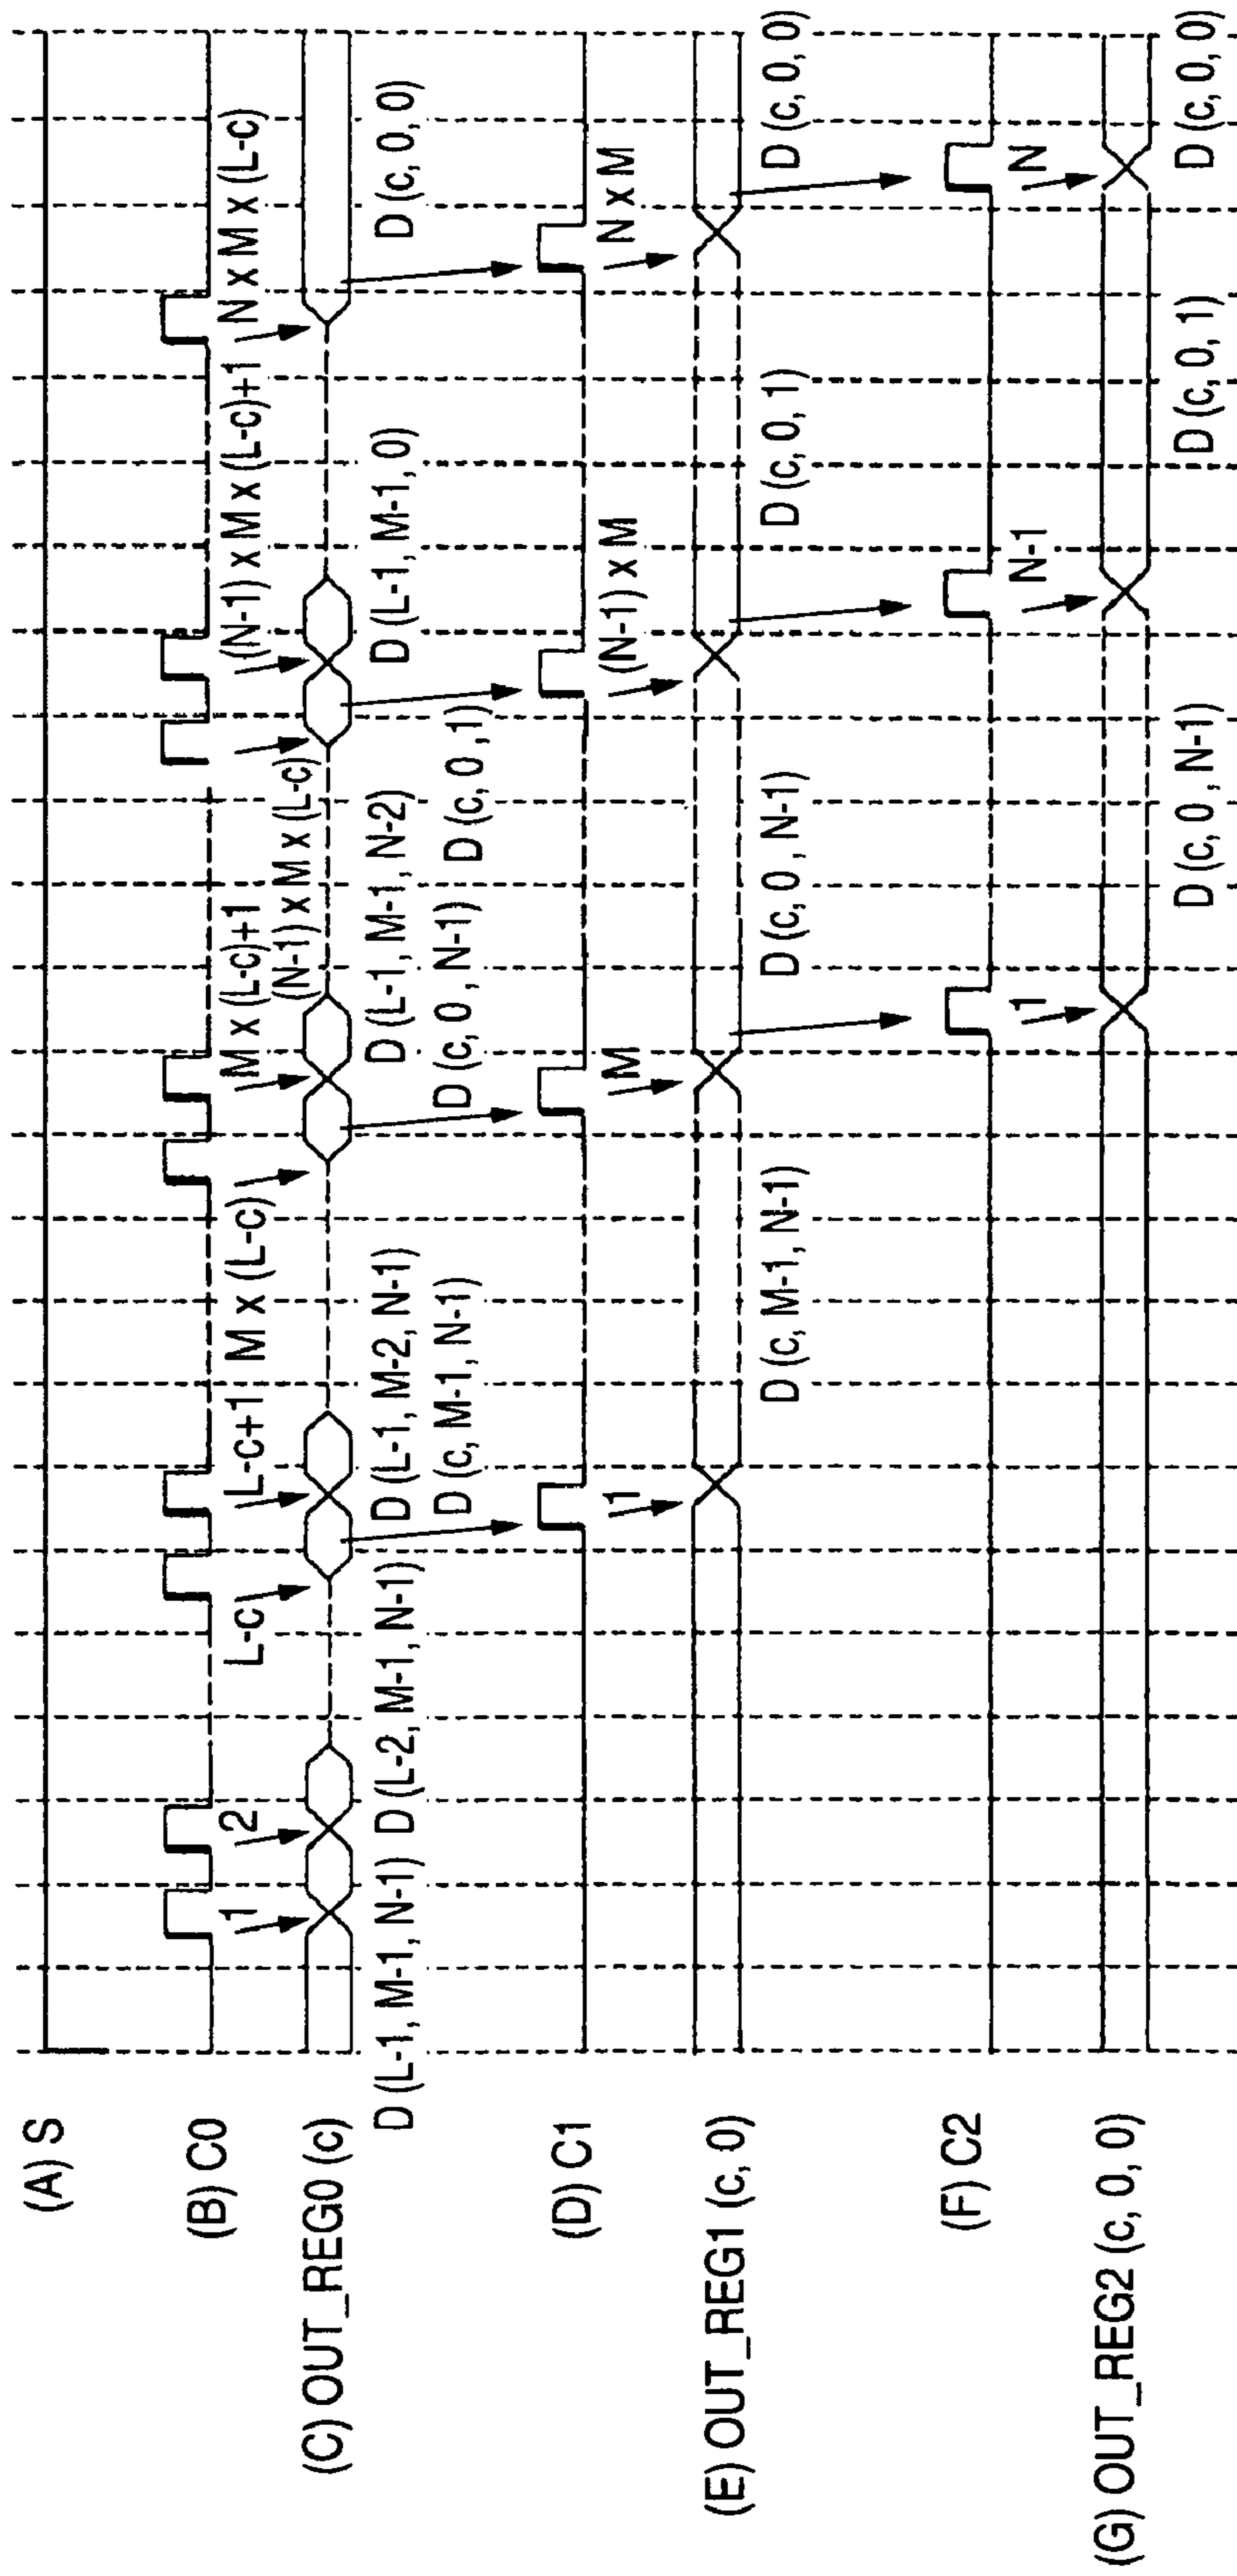 (A) S
(B) C0
1
2
L-c
L-c+1
M x (L-c)
M x (L-c)+1
(N-1) x M x (L-c)
(N-1) x M x (L-c)+1
N x M x (L-c)
(C) OUT_REG0 (c)
D (L-1, M-1, N-1)
D (L-2, M-1, N-1)
D (L-1, M-2, N-1)
D (c, M-1, N-1)
D (L-1, M-1, N-2)
D (c, 0, N-1)
D (c, 0 ,1)
D (L-1, M-1, 0)
D (c, 0, 0)
(D) C1
1
M
(N-1) x M
N x M
(E) OUT_REG1 (c, 0)
D (c, M-1, N-1)
D (c, 0 , N-1)
D (c, 0, 1)
D (c, 0, 0)
(F) C2
1
N-1
N
(G) OUT_REG2 (c, 0, 0)
D (c, 0 , N-1)
D (c, 0, 1)
D (c, 0, 0)